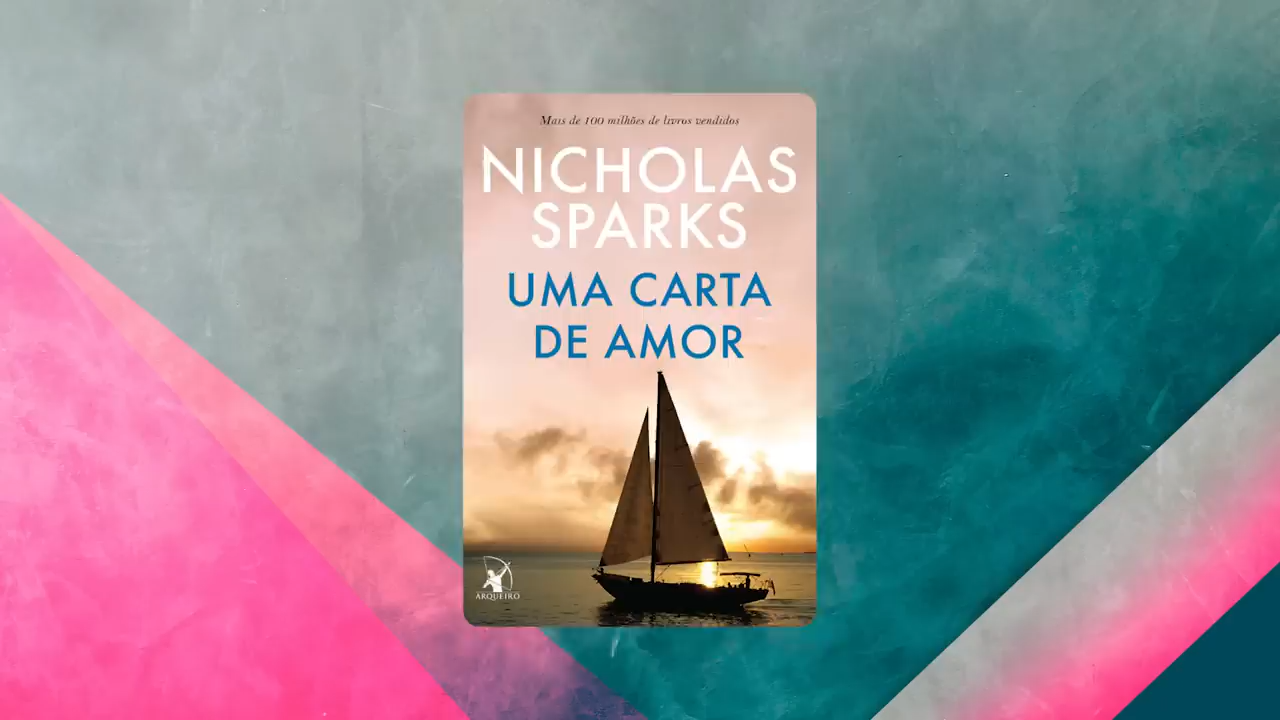 Mais de 100 milhões de livros vendidos
NICHOLAS
SPARKS
UMA CARTA
DE AMOR
ARQUEIRO